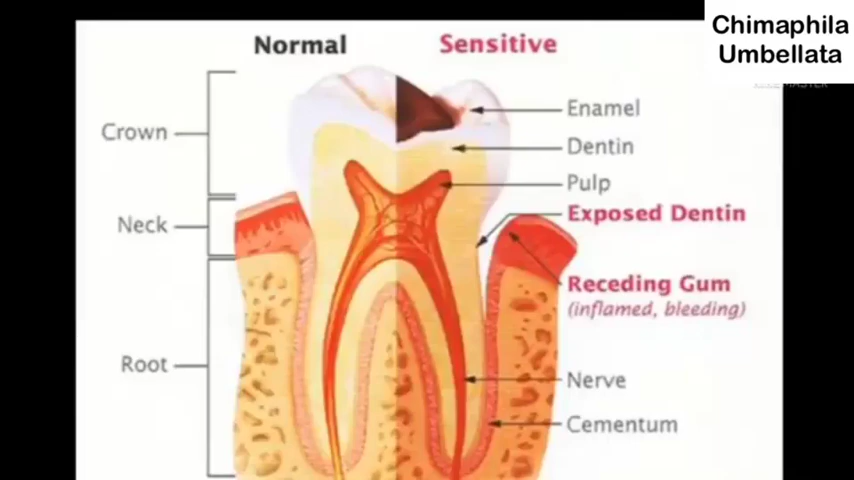 Chimaphila
Umbellata
Normal
Sensitive
Crown
Neck
Root
Enamel
Dentin
Pulp
Exposed Dentin
Receding Gum
(inflamed, bleeding)
Nerve
Cementum